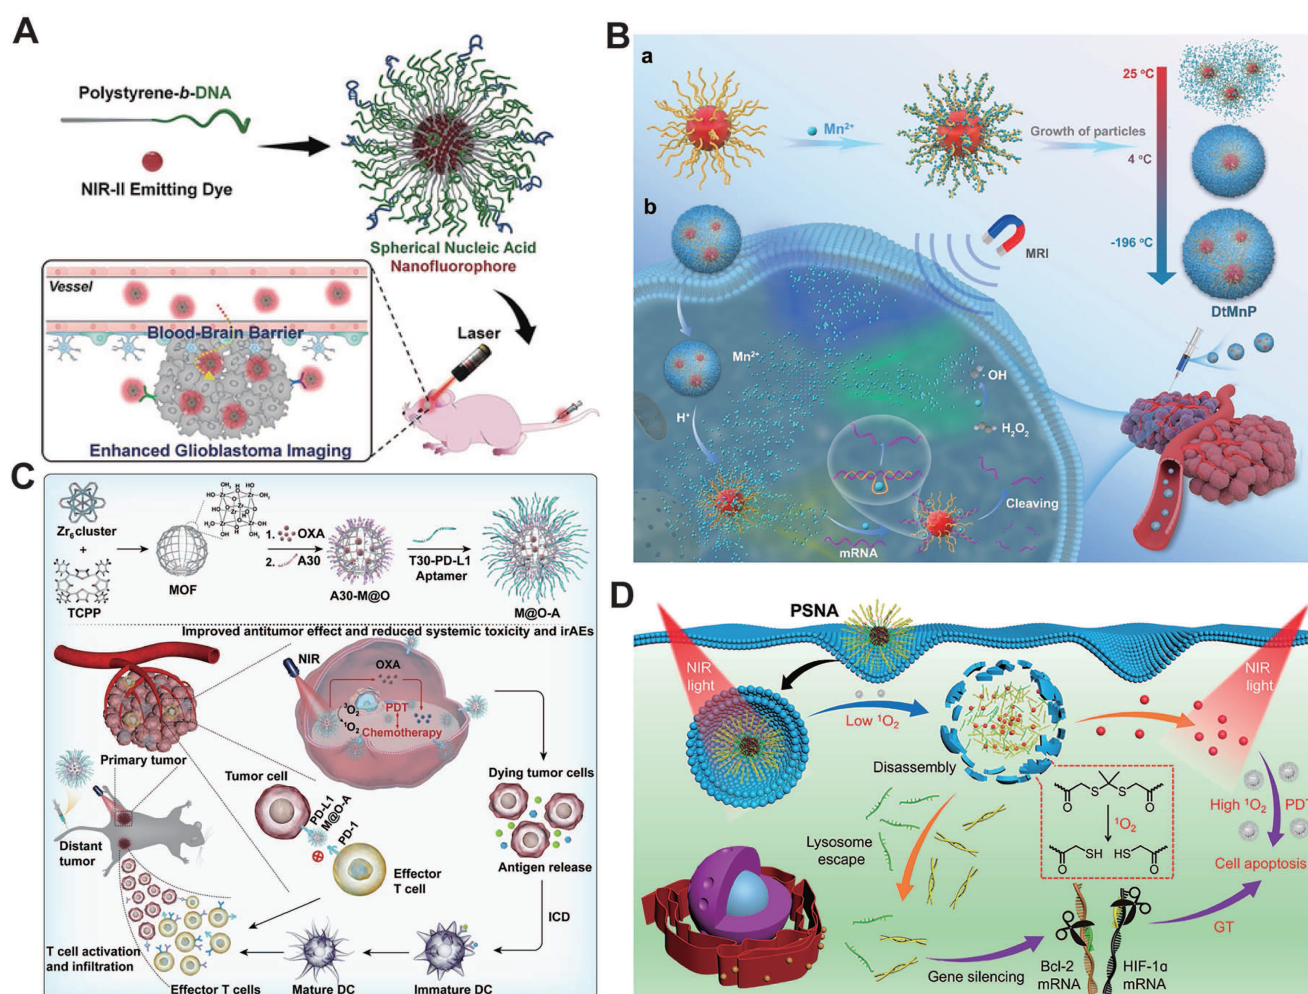 A
Polystyrene-b-DNA
NIR-II Emitting Dye
Spherical Nucleic Acid
Nanofluorophore
Vessel
Blood-Brain Barrier
Enhanced Glioblastoma Imaging
Laser
B
a
Mn²⁺
Growth of particles
25 °C
4 °C
-196 °C
DtMnP
b
MRI
Mn²⁺
H⁺
·OH
H₂O₂
Cleaving
mRNA
C
Zr₆cluster
+
TCPP
MOF
1. OXA
2. A30
A30-M@O
T30-PD-L1
Aptamer
M@O-A
Improved antitumor effect and reduced systemic toxicity and irAEs
Primary tumor
NIR
OXA
³O₂
¹O₂
PDT
Chemotherapy
Distant
tumor
Tumor cell
PD-L1
M@O-A
PD-1
Effector
T cell
Dying tumor cells
Antigen release
ICD
T cell activation
and infiltration
Effector T cells
Mature DC
Immature DC
D
PSNA
NIR
light
Low ¹O₂
Disassembly
NIR
light
Lysosome
escape
O
S
S
O
¹O₂
O
SH
HS
O
High ¹O₂
PDT
Cell apoptosis
GT
Gene silencing
Bcl-2
mRNA
HIF-1α
mRNA